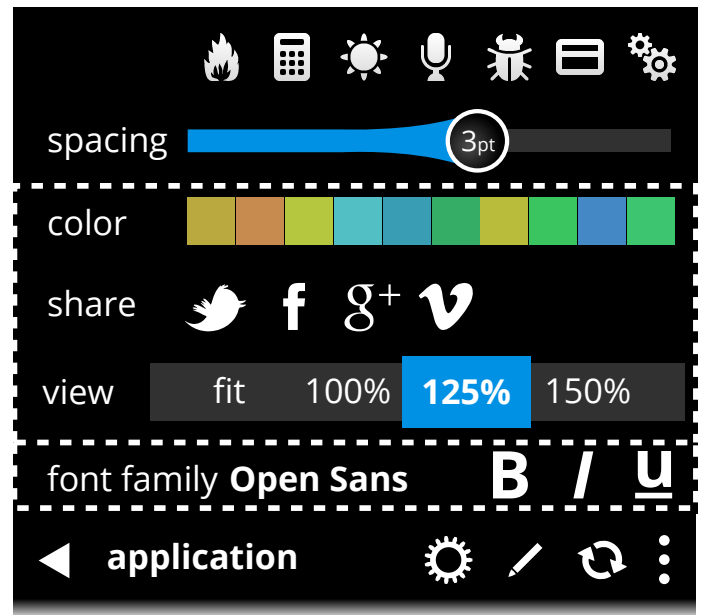 spacing 3pt
color
share f g+ v
view fit 100% 125% 150%
font family Open Sans B I u
application